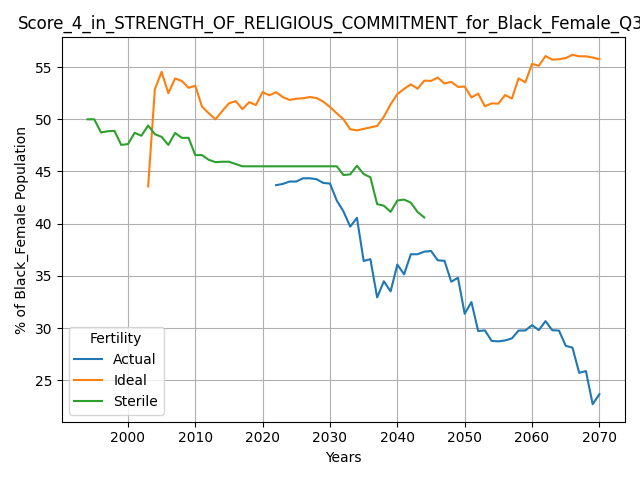 Score_4_in_STRENGTH_OF_RELIGIOUS_COMMITMENT_for_Black_Female_Q3
% of Black_Female Population
55
50
45
40
35
30
25
Fertility
Actual
Ideal
Sterile
2000 2010 2020 2030 2040 2050 2060 2070
Years